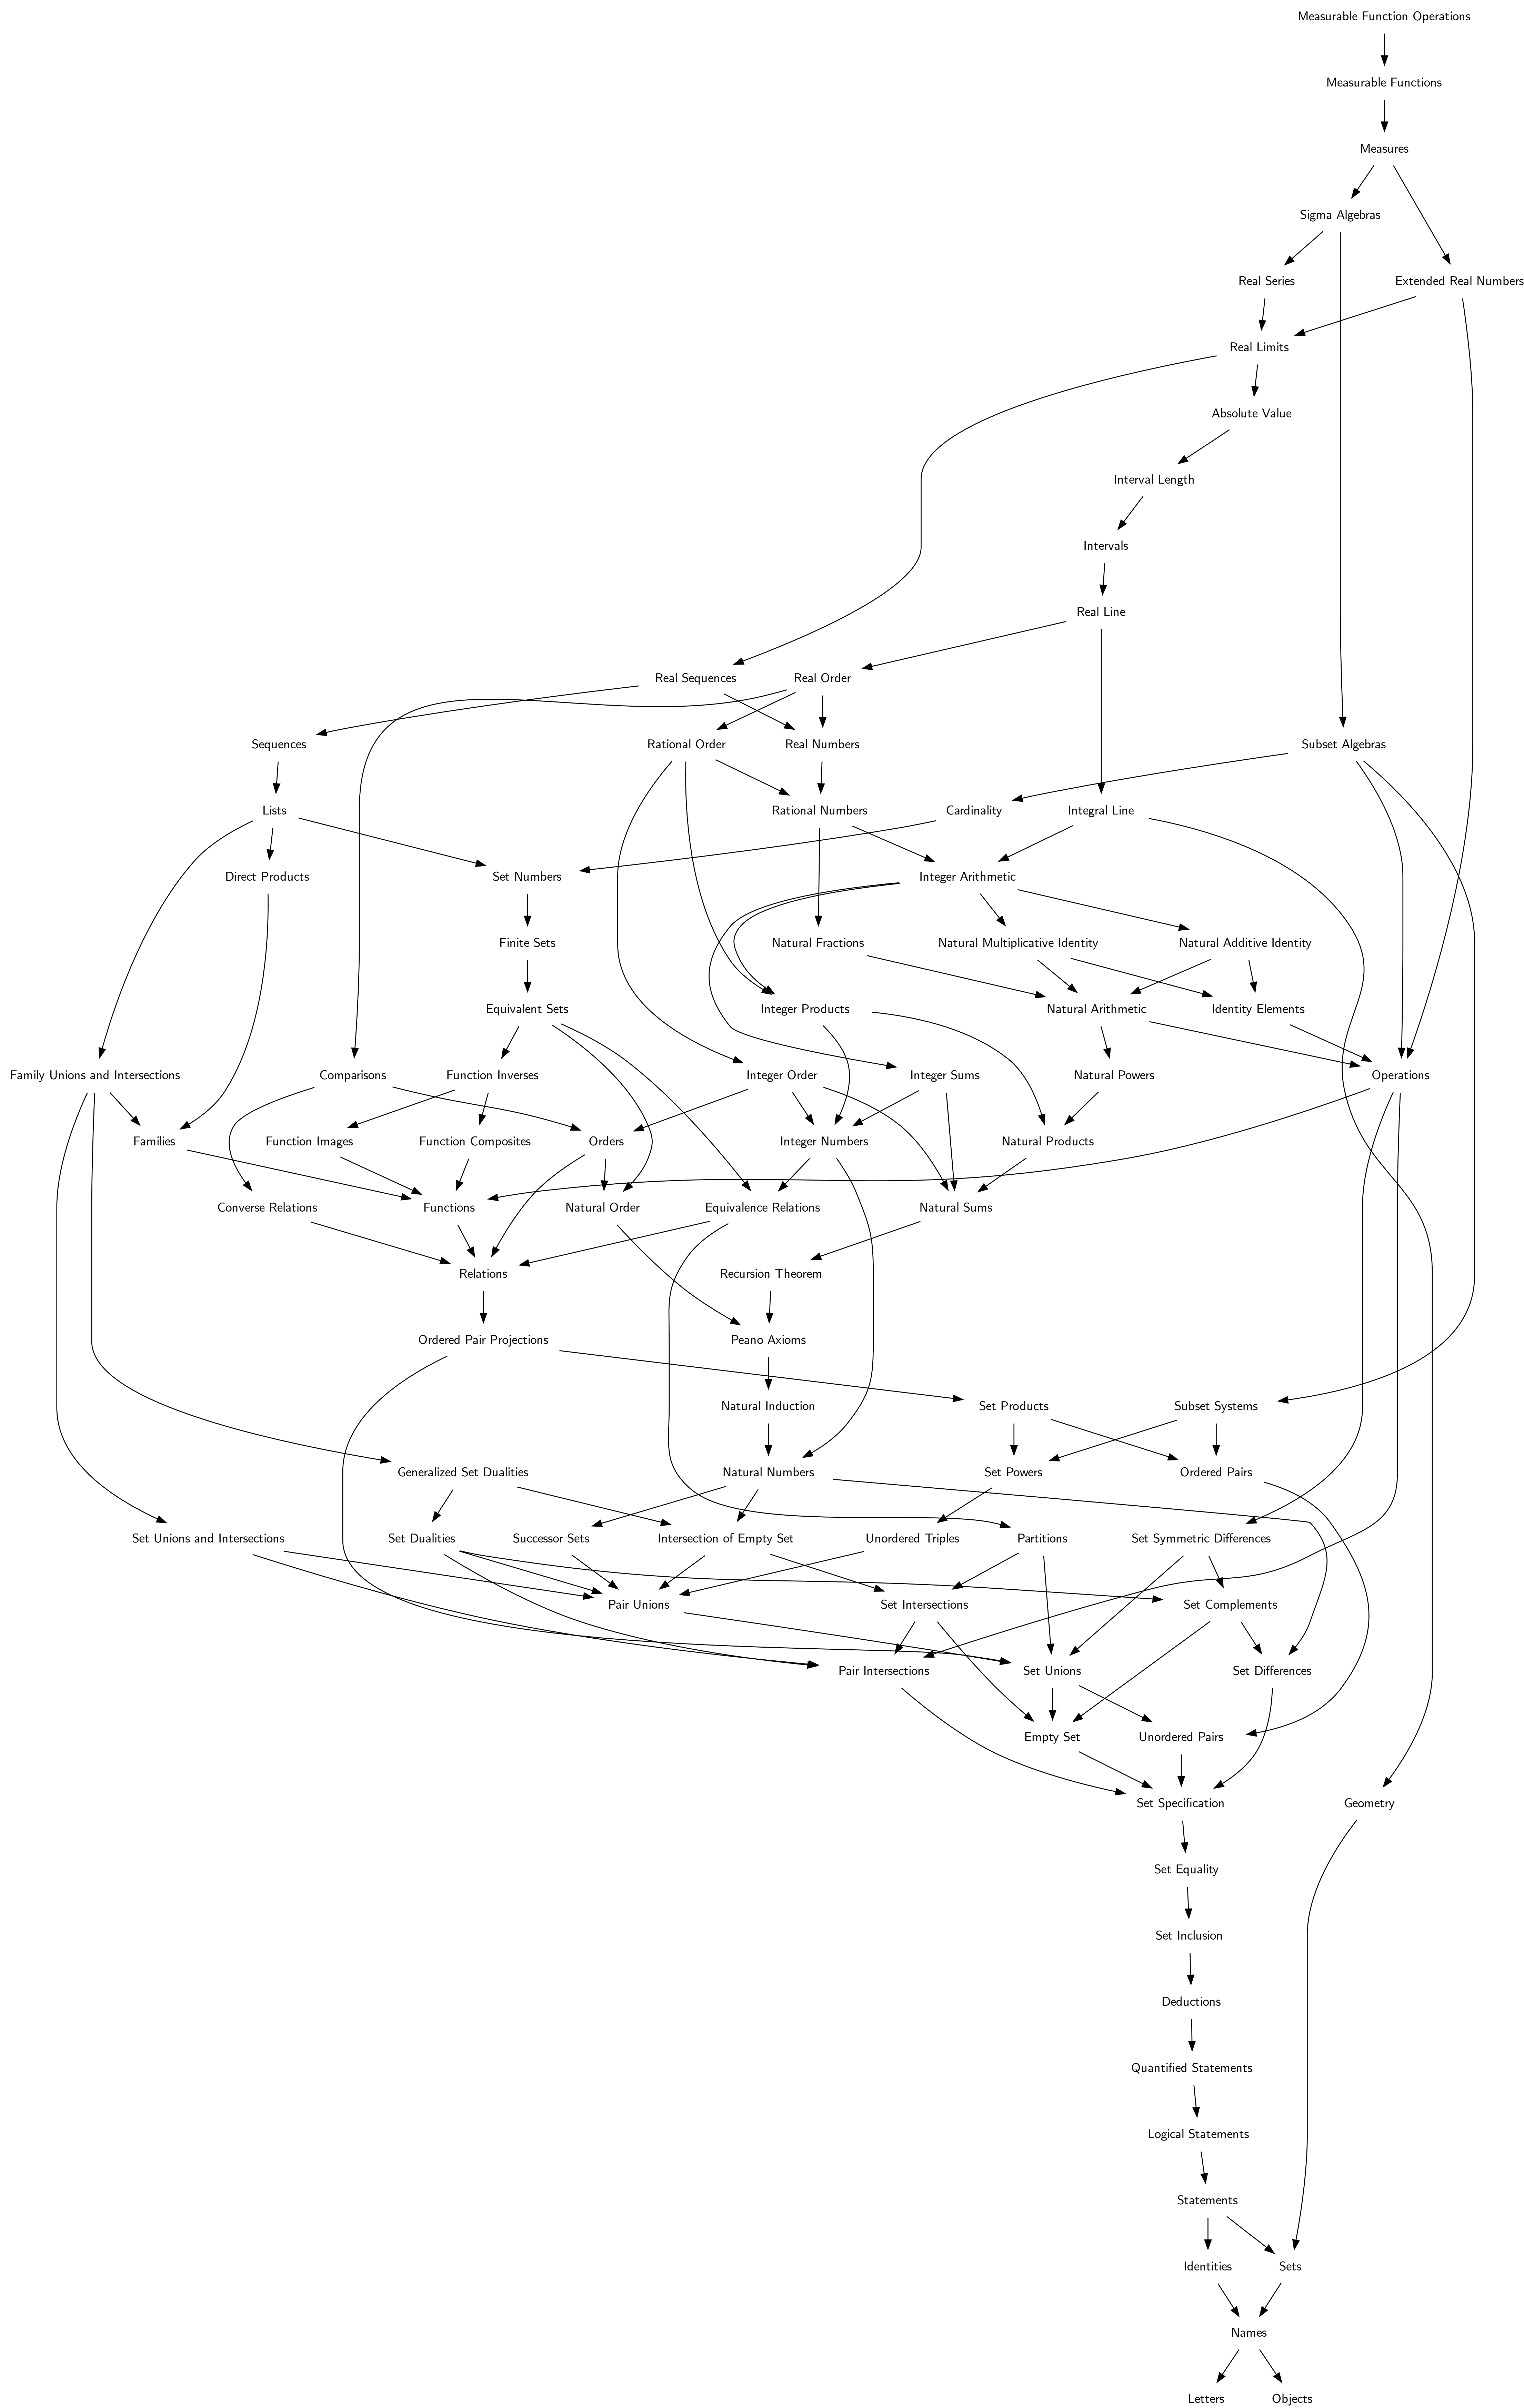 Measurable Function Operations
Measurable Functions
Measures
Sigma Algebras
Real Series
Extended Real Numbers
Real Limits
Absolute Value
Interval Length
Intervals
Real Line
Real Sequences
Real Order
Sequences
Rational Order
Real Numbers
Subset Algebras
Lists
Rational Numbers
Cardinality
Integral Line
Direct Products
Set Numbers
Integer Arithmetic
Finite Sets
Natural Fractions
Natural Multiplicative Identity
Natural Additive Identity
Equivalent Sets
Integer Products
Natural Arithmetic
Identity Elements
Family Unions and Intersections
Comparisons
Function Inverses
Integer Order
Integer Sums
Natural Powers
Operations
Families
Function Images
Function Composites
Orders
Integer Numbers
Natural Products
Converse Relations
Functions
Natural Order
Equivalence Relations
Natural Sums
Relations
Recursion Theorem
Ordered Pair Projections
Peano Axioms
Natural Induction
Set Products
Subset Systems
Generalized Set Dualities
Natural Numbers
Set Powers
Ordered Pairs
Set Unions and Intersections
Set Dualities
Successor Sets
Intersection of Empty Set
Unordered Triples
Partitions
Set Symmetric Differences
Pair Unions
Set Intersections
Set Complements
Pair Intersections
Set Unions
Set Differences
Empty Set
Unordered Pairs
Set Specification
Geometry
Set Equality
Set Inclusion
Deductions
Quantified Statements
Logical Statements
Statements
Identities
Sets
Names
Letters
Objects